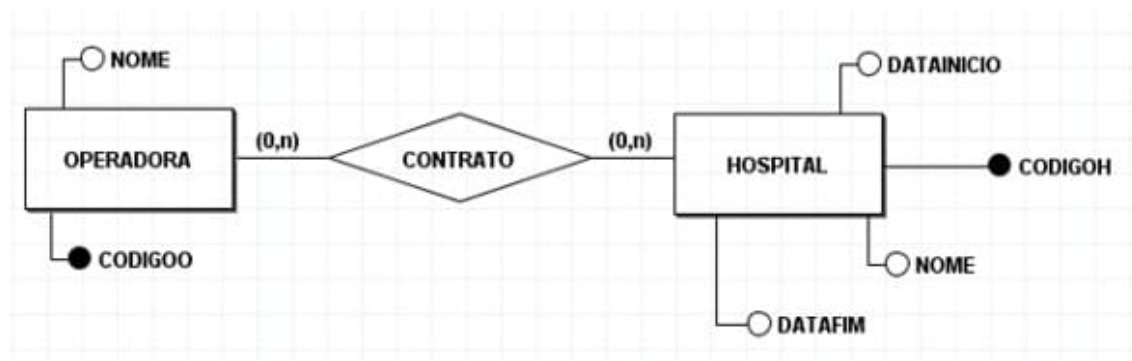 NOME
DATAINICIO
OPERADORA
(0,n)
CONTRATO
(0,n)
HOSPITAL
CODIGOH
CODIGOO
NOME
DATAFIM